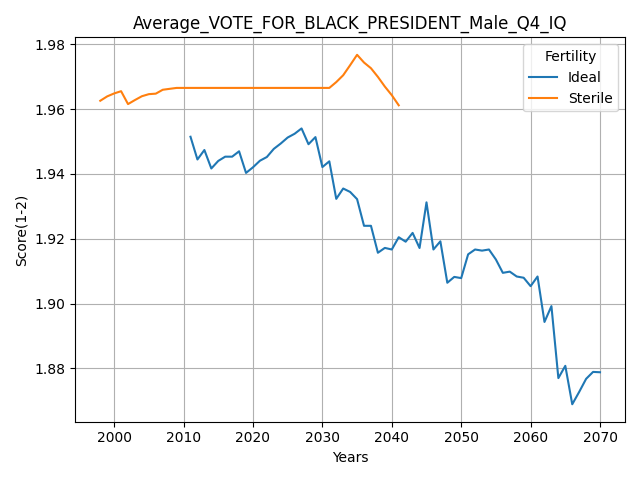 Average_VOTE_FOR_BLACK_PRESIDENT_Male_Q4_IQ
Fertility
Ideal
Sterile
Score(1-2)
1.98
1.96
1.94
1.92
1.90
1.88
2000 2010 2020 2030 2040 2050 2060 2070
Years